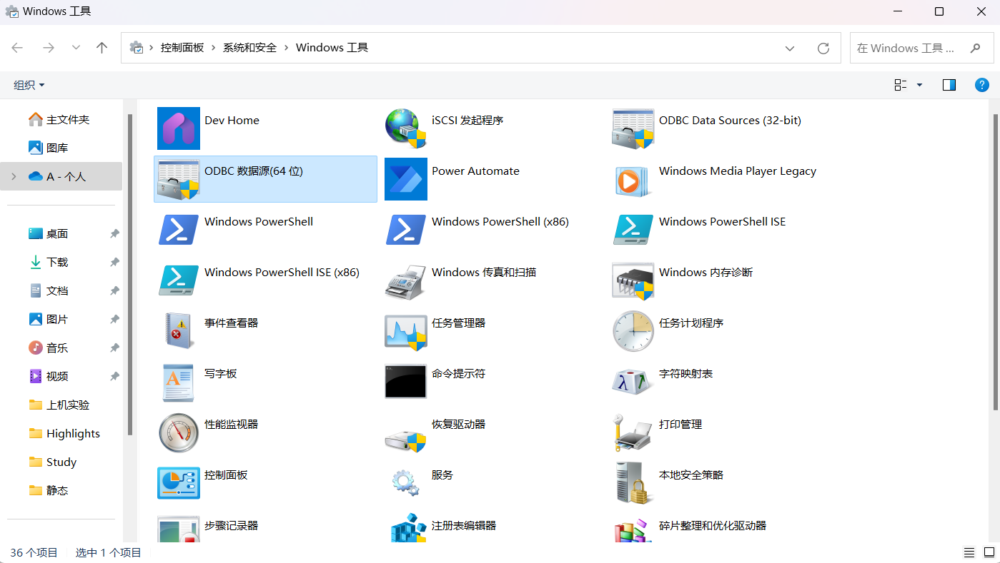 Windows 工具
控制面板 › 系统和安全 › Windows 工具
在 Windows 工具 ...
组织
主文件夹
图库
A - 个人
桌面
下载
文档
图片
音乐
视频
上机实验
Highlights
Study
静态
Dev Home
iSCSI 发起程序
ODBC Data Sources (32-bit)
ODBC 数据源(64 位)
Power Automate
Windows Media Player Legacy
Windows PowerShell
Windows PowerShell (x86)
Windows PowerShell ISE
Windows PowerShell ISE (x86)
Windows 传真和扫描
Windows 内存诊断
事件查看器
任务管理器
任务计划程序
写字板
命令提示符
字符映射表
性能监视器
恢复驱动器
打印管理
控制面板
服务
本地安全策略
步骤记录器
注册表编辑器
碎片整理和优化驱动器
36 个项目
选中 1 个项目